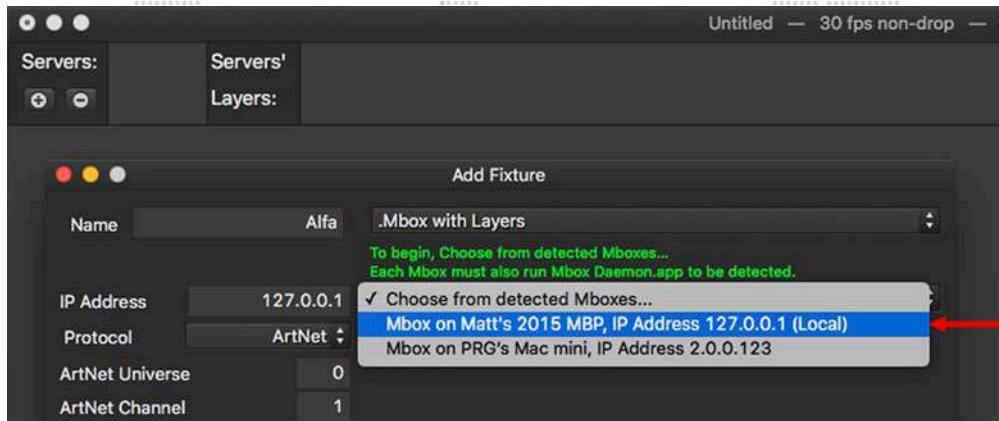 Untitled — 30 fps non-drop —
Servers:
Servers'
Layers:
Add Fixture
Name
Alfa
.Mbox with Layers
To begin, Choose from detected Mboxes...
Each Mbox must also run Mbox Daemon.app to be detected.
IP Address
127.0.0.1
✓ Choose from detected Mboxes...
Mbox on Matt's 2015 MBP, IP Address 127.0.0.1 (Local)
Mbox on PRG's Mac mini, IP Address 2.0.0.123
Protocol
ArtNet
ArtNet Universe
0
ArtNet Channel
1